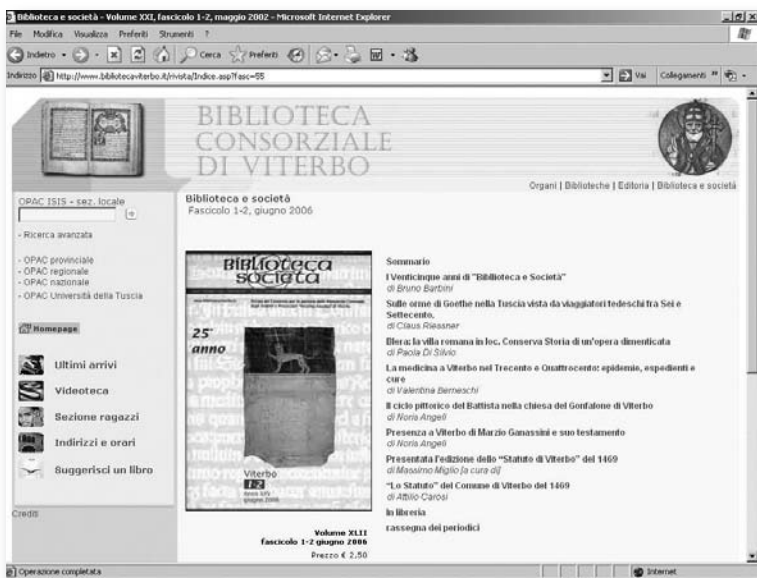 Biblioteca e società - Volume XXI, fascicolo 1-2, maggio 2002 - Microsoft Internet Explorer
File Modifica Visualizza Preferiti Strumenti ?
Indietro Cerca Preferiti
Indirizzo http://www.bibliotecaviterbo.it/rivista/Indice.asp?fasc=55 Vai Collegamenti
BIBLIOTECA
CONSORZIALE
DI VITERBO
Organi | Biblioteche | Editoria | Biblioteca e società
OPAC ISIS - sez. locale
- Ricerca avanzata
- OPAC provinciale
- OPAC regionale
- OPAC nazionale
- OPAC Università della Tuscia
Homepage
Ultimi arrivi
Videoteca
Sezione ragazzi
Indirizzi e orari
Suggerisci un libro
Crediti
Biblioteca e società
Fascicolo 1-2, giugno 2006
BIBLIOTECA
SOCIETÀ
25°
anno
Viterbo
1-2
giugno 2006
Volume XLII
fascicolo 1-2 giugno 2006
Prezzo € 2,50
Sommario
I Venticinque anni di "Biblioteca e Società"
di Bruno Barbini
Sulle orme di Goethe nella Tuscia vista da viaggiatori tedeschi fra Sei e
Settecento.
di Claus Riessner
Blera: la villa romana in loc. Conserva Storia di un'opera dimenticata
di Paola Di Silvio
La medicina a Viterbo nel Trecento e Quattrocento: epidemie, espedienti e
cure
di Valentina Berneschi
Il ciclo pittorico del Battista nella chiesa del Gonfalone di Viterbo
di Noris Angeli
Presenza a Viterbo di Marzio Ganassini e suo testamento
di Noris Angeli
Presentata l'edizione dello "Statuto di Viterbo" del 1469
di Massimo Miglio [a cura di]
"Lo Statuto" del Comune di Viterbo del 1469
di Attilio Carosi
In libreria
rassegna dei periodici
Operazione completata Internet